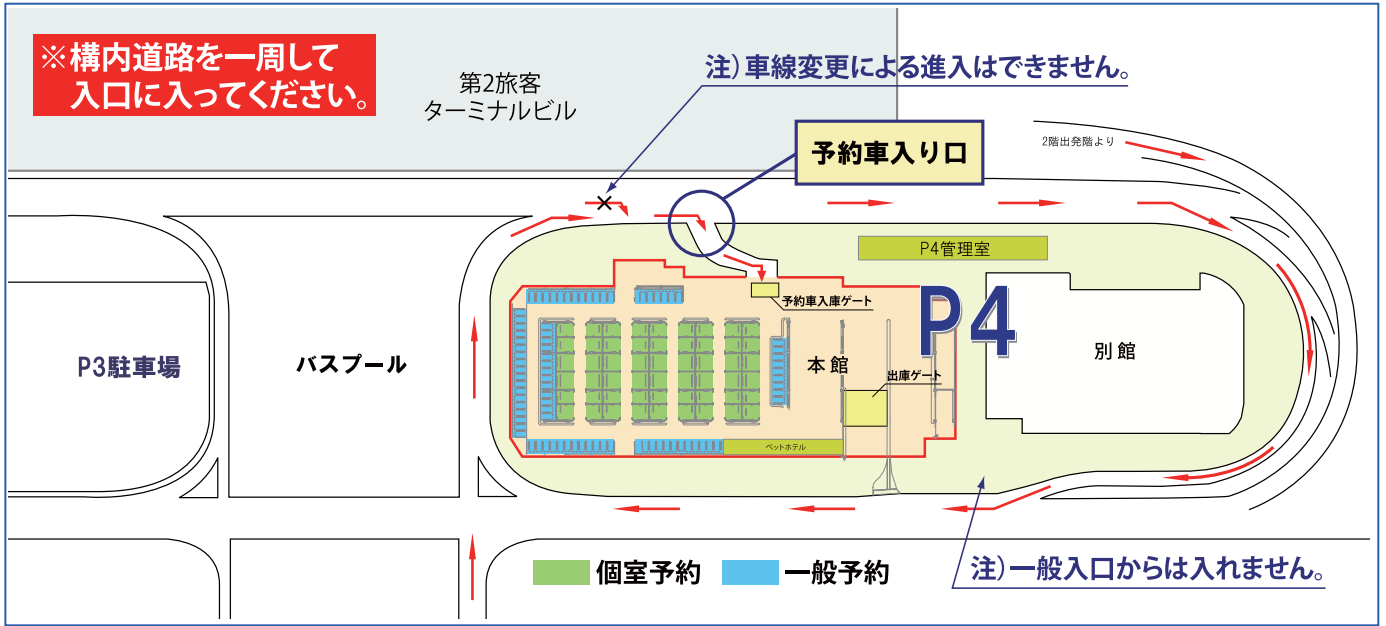 ※構内道路を一周して
入口に入ってください。
第2旅客
ターミナルビル
注）車線変更による進入はできません。
予約車入り口
2階出発階より
P4管理室
予約車入庫ゲート
P4
P3駐車場
バスプール
本館
別館
出庫ゲート
ペットホテル
個室予約
一般予約
注）一般入口からは入れません。